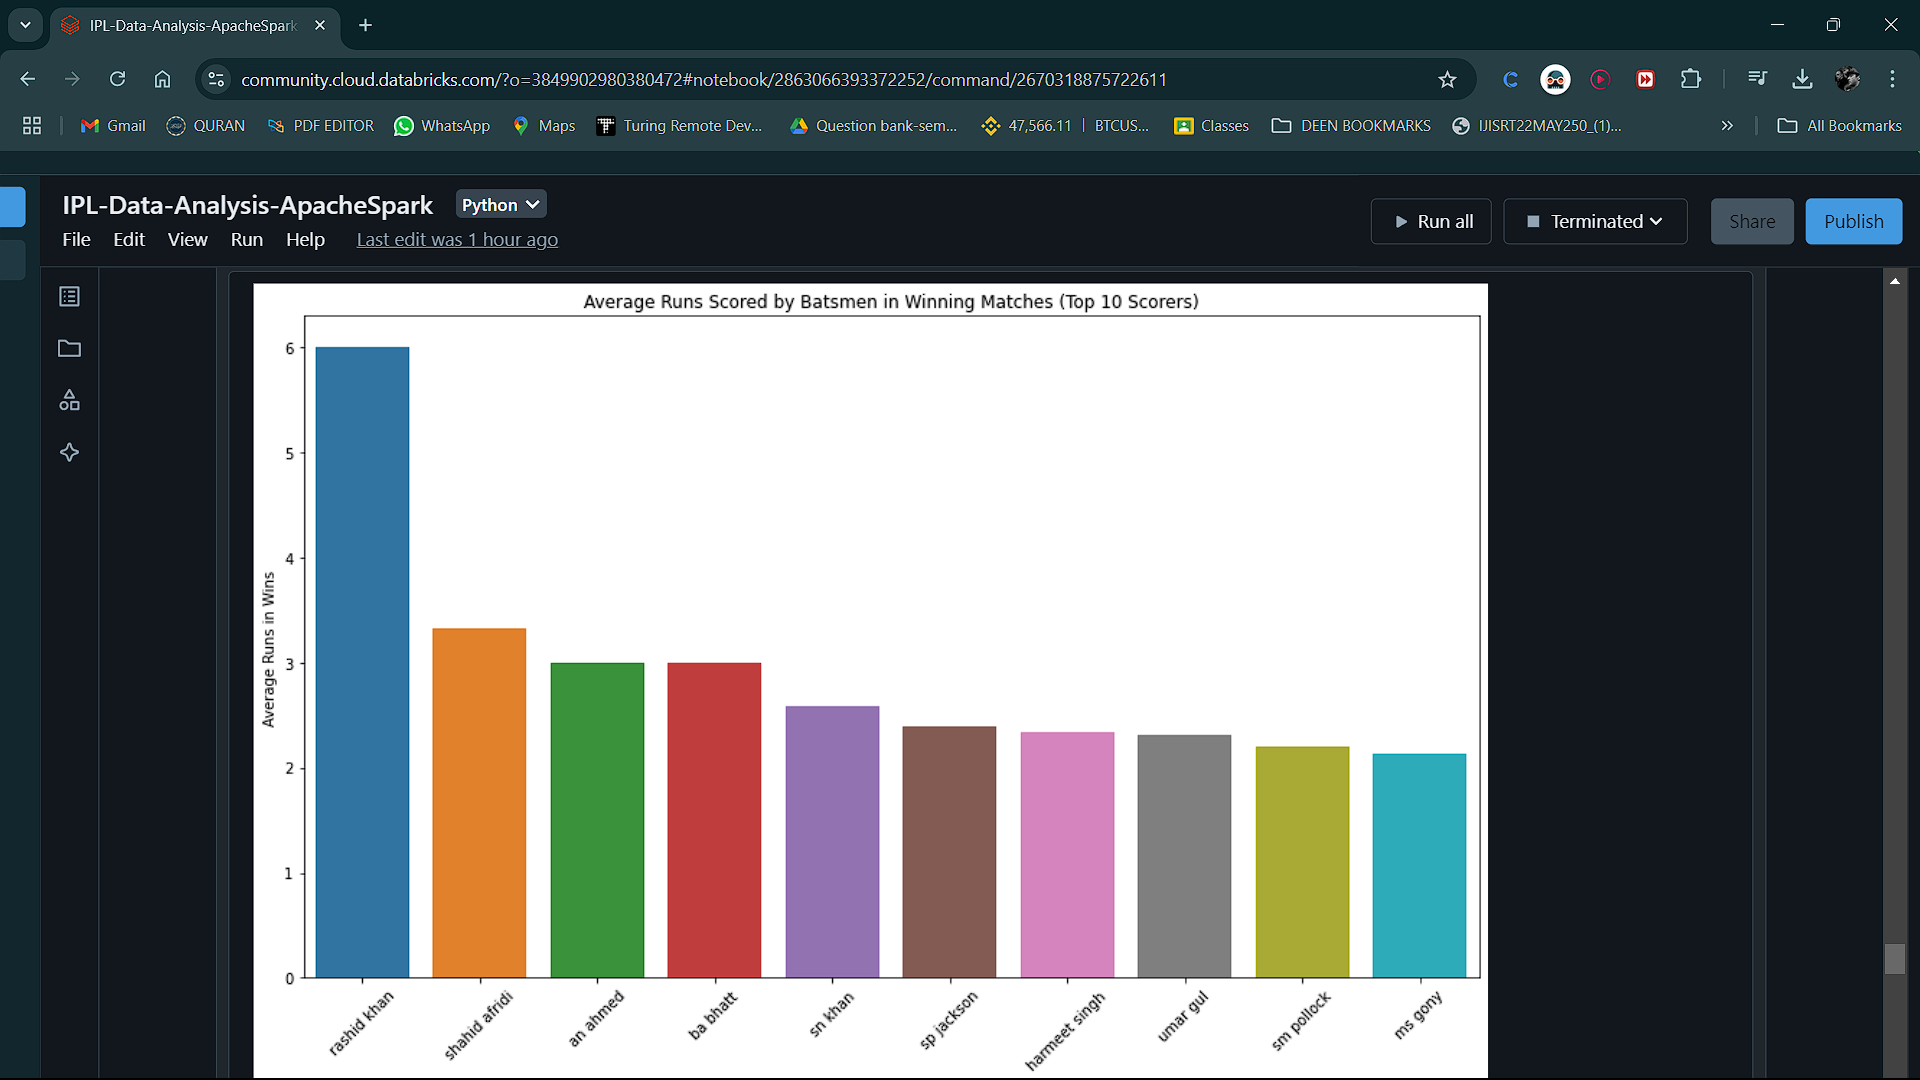 IPL-Data-Analysis-ApacheSpark
community.cloud.databricks.com/?o=3849902980380472#notebook/2863066393372252/command/2670318875722611
Gmail QURAN PDF EDITOR WhatsApp Maps Turing Remote Dev... Question bank-sem... 47,566.11 | BTCUS... Classes DEEN BOOKMARKS IJISRT22MAY250_(1)... » All Bookmarks
IPL-Data-Analysis-ApacheSpark Python
File Edit View Run Help Last edit was 1 hour ago
Run all Terminated Share Publish
Average Runs Scored by Batsmen in Winning Matches (Top 10 Scorers)
Average Runs in Wins
6
5
4
3
2
1
0
rashid khan
shahid afridi
an ahmed
ba bhatt
sn khan
sp jackson
harmeet singh
umar gul
sm pollock
ms gony